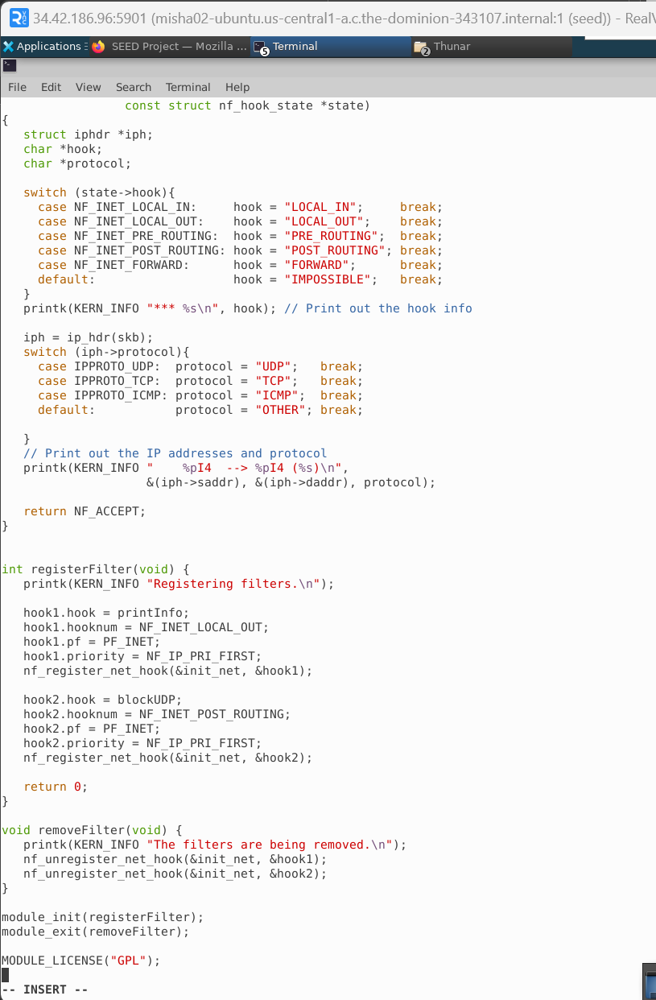 34.42.186.96:5901 (misha02-ubuntu.us-central1-a.c.the-dominion-343107.internal:1 (seed)) - RealV
Applications SEED Project — Mozilla ... 5 Terminal 2 Thunar
File Edit View Search Terminal Help
                 const struct nf_hook_state *state)
{
   struct iphdr *iph;
   char *hook;
   char *protocol;

   switch (state->hook){
     case NF_INET_LOCAL_IN:     hook = "LOCAL_IN";     break;
     case NF_INET_LOCAL_OUT:    hook = "LOCAL_OUT";    break;
     case NF_INET_PRE_ROUTING:  hook = "PRE_ROUTING";  break;
     case NF_INET_POST_ROUTING: hook = "POST_ROUTING"; break;
     case NF_INET_FORWARD:      hook = "FORWARD";      break;
     default:                   hook = "IMPOSSIBLE";   break;
   }
   printk(KERN_INFO "*** %s\n", hook); // Print out the hook info

   iph = ip_hdr(skb);
   switch (iph->protocol){
     case IPPROTO_UDP:  protocol = "UDP";   break;
     case IPPROTO_TCP:  protocol = "TCP";   break;
     case IPPROTO_ICMP: protocol = "ICMP";  break;
     default:           protocol = "OTHER"; break;

   }
   // Print out the IP addresses and protocol
   printk(KERN_INFO "    %pI4  --> %pI4 (%s)\n",
                    &(iph->saddr), &(iph->daddr), protocol);

   return NF_ACCEPT;
}


int registerFilter(void) {
   printk(KERN_INFO "Registering filters.\n");

   hook1.hook = printInfo;
   hook1.hooknum = NF_INET_LOCAL_OUT;
   hook1.pf = PF_INET;
   hook1.priority = NF_IP_PRI_FIRST;
   nf_register_net_hook(&init_net, &hook1);

   hook2.hook = blockUDP;
   hook2.hooknum = NF_INET_POST_ROUTING;
   hook2.pf = PF_INET;
   hook2.priority = NF_IP_PRI_FIRST;
   nf_register_net_hook(&init_net, &hook2);

   return 0;
}

void removeFilter(void) {
   printk(KERN_INFO "The filters are being removed.\n");
   nf_unregister_net_hook(&init_net, &hook1);
   nf_unregister_net_hook(&init_net, &hook2);
}

module_init(registerFilter);
module_exit(removeFilter);

MODULE_LICENSE("GPL");

-- INSERT --